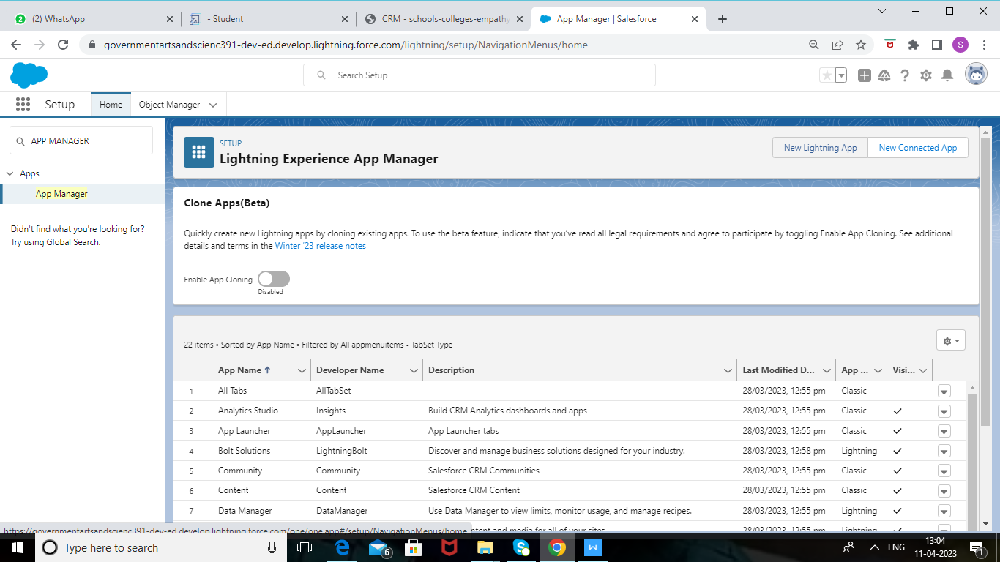 (2) WhatsApp
- Student
CRM - schools-colleges-empathy
App Manager | Salesforce
governmentartsandscienc391-dev-ed.develop.lightning.force.com/lightning/setup/NavigationMenus/home
S
Search Setup
Setup
Home
Object Manager
APP MANAGER
Apps
App Manager
Didn't find what you're looking for?
Try using Global Search.
SETUP
Lightning Experience App Manager
New Lightning App
New Connected App
Clone Apps(Beta)
Quickly create new Lightning apps by cloning existing apps. To use the beta feature, indicate that you've read all legal requirements and agree to participate by toggling Enable App Cloning. See additional
details and terms in the Winter '23 release notes
Enable App Cloning
Disabled
22 items • Sorted by App Name • Filtered by All appmenuitems - TabSet Type
App Name Developer Name Description Last Modified D... App ... Visi...
1 All Tabs AllTabSet 28/03/2023, 12:55 pm Classic
2 Analytics Studio Insights Build CRM Analytics dashboards and apps 28/03/2023, 12:55 pm Classic
3 App Launcher AppLauncher App Launcher tabs 28/03/2023, 12:55 pm Classic
4 Bolt Solutions LightningBolt Discover and manage business solutions designed for your industry. 28/03/2023, 12:58 pm Lightning
5 Community Community Salesforce CRM Communities 28/03/2023, 12:55 pm Classic
6 Content Content Salesforce CRM Content 28/03/2023, 12:55 pm Classic
7 Data Manager DataManager Use Data Manager to view limits, monitor usage, and manage recipes. 28/03/2023, 12:55 pm Lightning
and media for all of your sites. 28/03/2023, 12:55 pm Lightning
https://governmentartsandscienc391-dev-ed.develop.lightning.force.com/one/one.app#/setup/NavigationMenus/home
Type here to search
6
ENG
13:04
11-04-2023
1